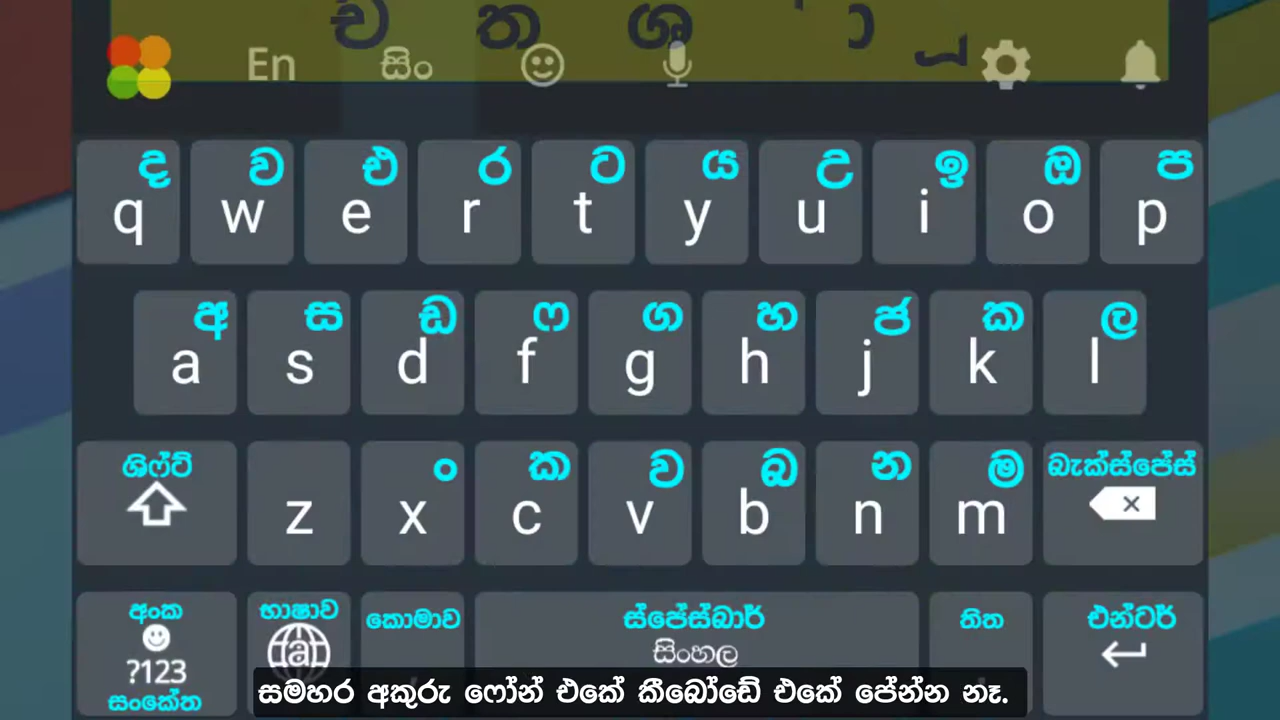 ච ත ශ
En සිං
ද ව එ ර ට ය උ ඉ ඔ ප
q w e r t y u i o p
අ ස ඩ ෆ ග හ ජ ක ල
a s d f g h j k l
ශිෆ්ට් ං ක ව බ න ම බැක්ස්පේස්
z x c v b n m
අංක භාෂාව කොමාව ස්පේස්බාර් තිත එන්ටර්
?123 a සිංහල
සංකේත
සමහර අකුරු ෆෝන් එකේ කීබෝඩේ එකේ පේන්න නෑ.